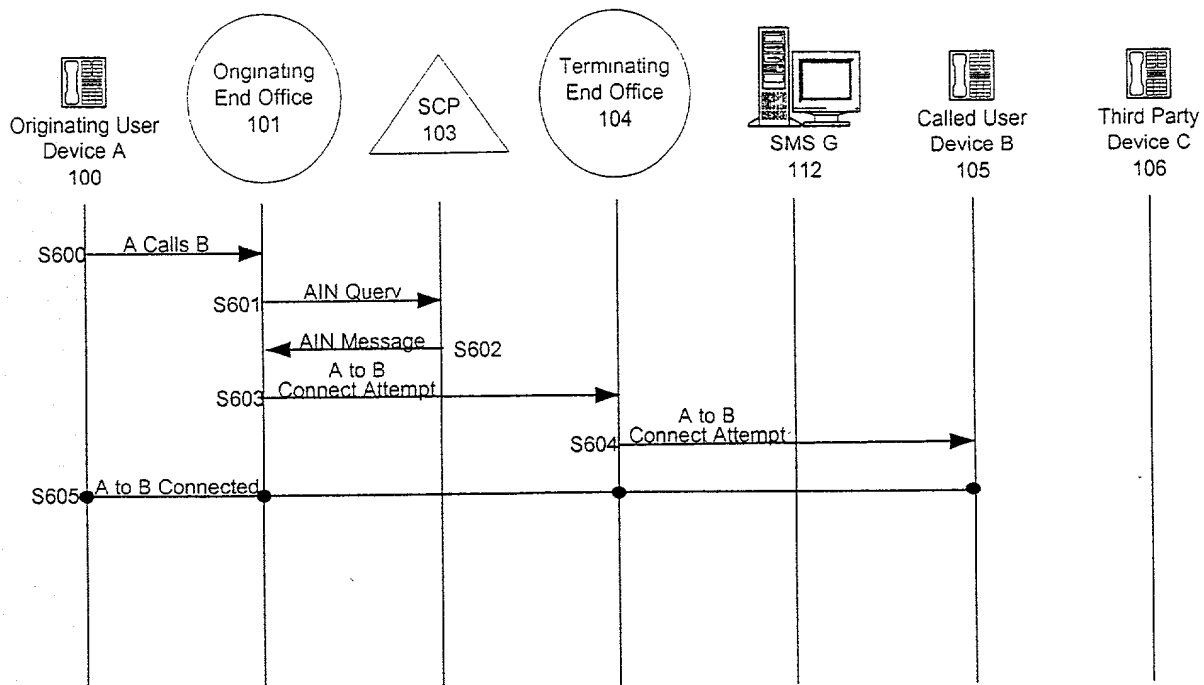 Originating User
Device A
100
Originating
End Office
101
SCP
103
Terminating
End Office
104
SMS G
112
Called User
Device B
105
Third Party
Device C
106
S600
A Calls B
S601
AIN Query
AIN Message
S602
A to B
S603
Connect Attempt
A to B
S604
Connect Attempt
S605
A to B Connected